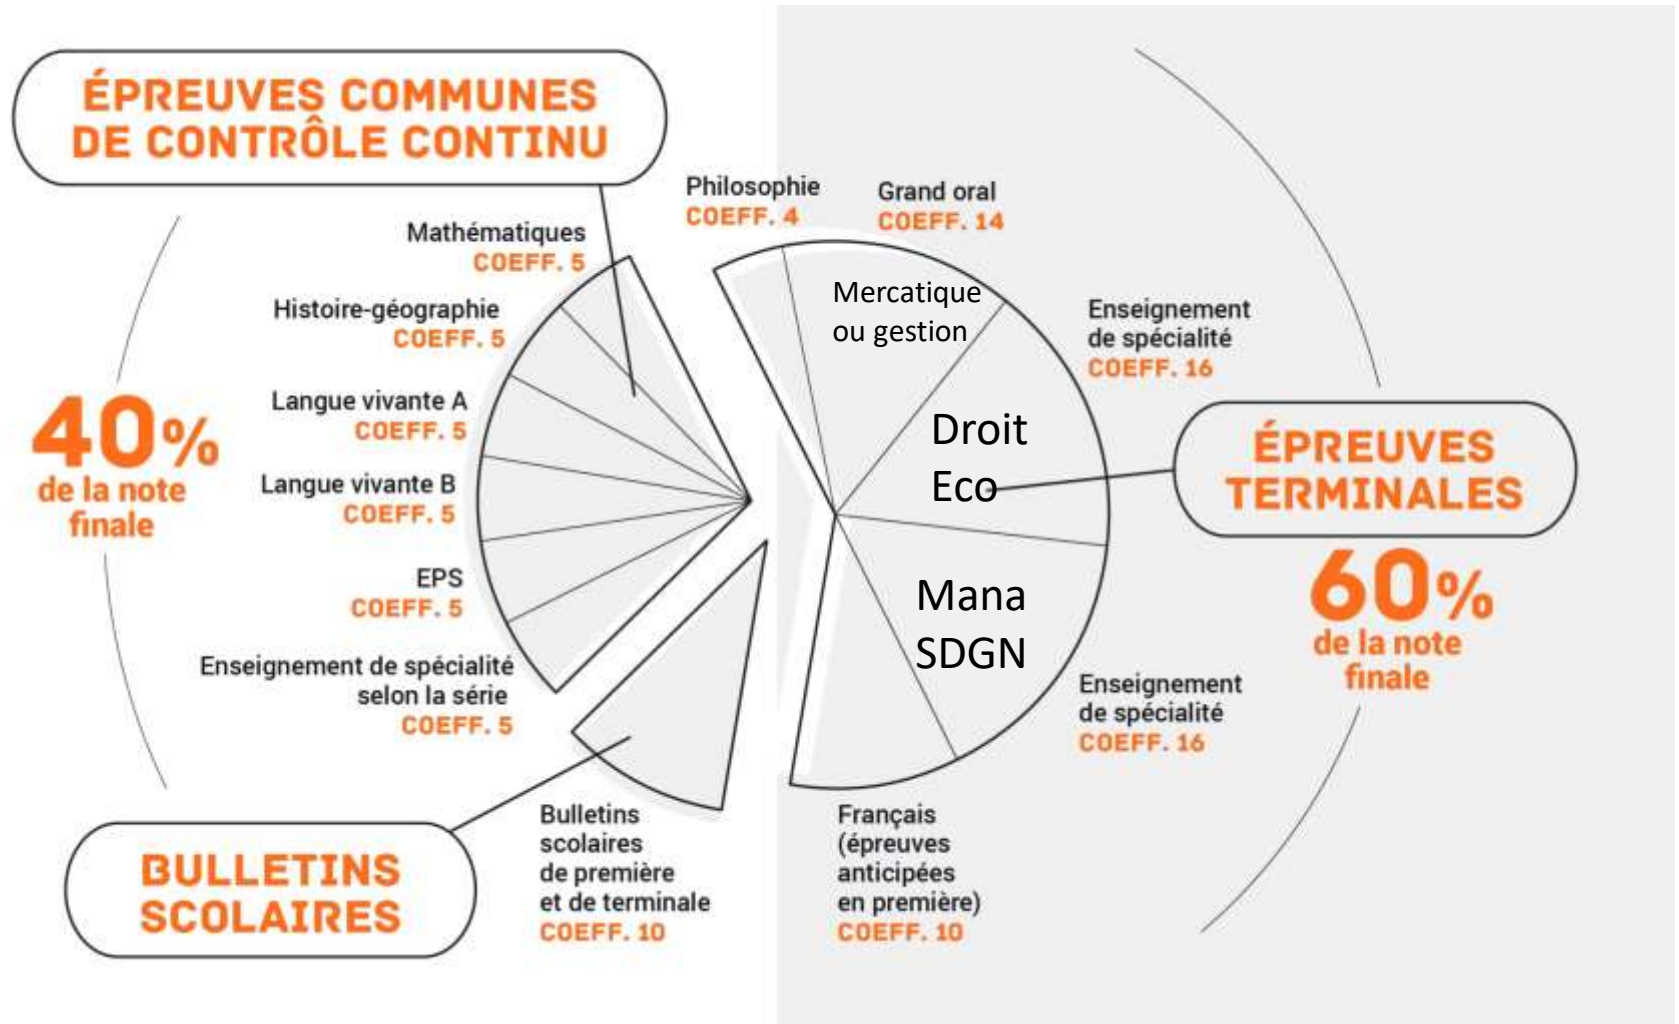 ÉPREUVES COMMUNES
DE CONTRÔLE CONTINU
Mathématiques
COEFF. 5
Histoire-géographie
COEFF. 5
Langue vivante A
COEFF. 5
Langue vivante B
COEFF. 5
EPS
COEFF. 5
Enseignement de spécialité
selon la série
COEFF. 5
40%
de la note
finale
BULLETINS
SCOLAIRES
Bulletins
scolaires
de première
et de terminale
COEFF. 10
Philosophie
COEFF. 4
Grand oral
COEFF. 14
Mercatique
ou gestion
Enseignement
de spécialité
COEFF. 16
Droit
Eco
Mana
SDGN
Enseignement
de spécialité
COEFF. 16
Français
(épreuves
anticipées
en première)
COEFF. 10
ÉPREUVES
TERMINALES
60%
de la note
finale